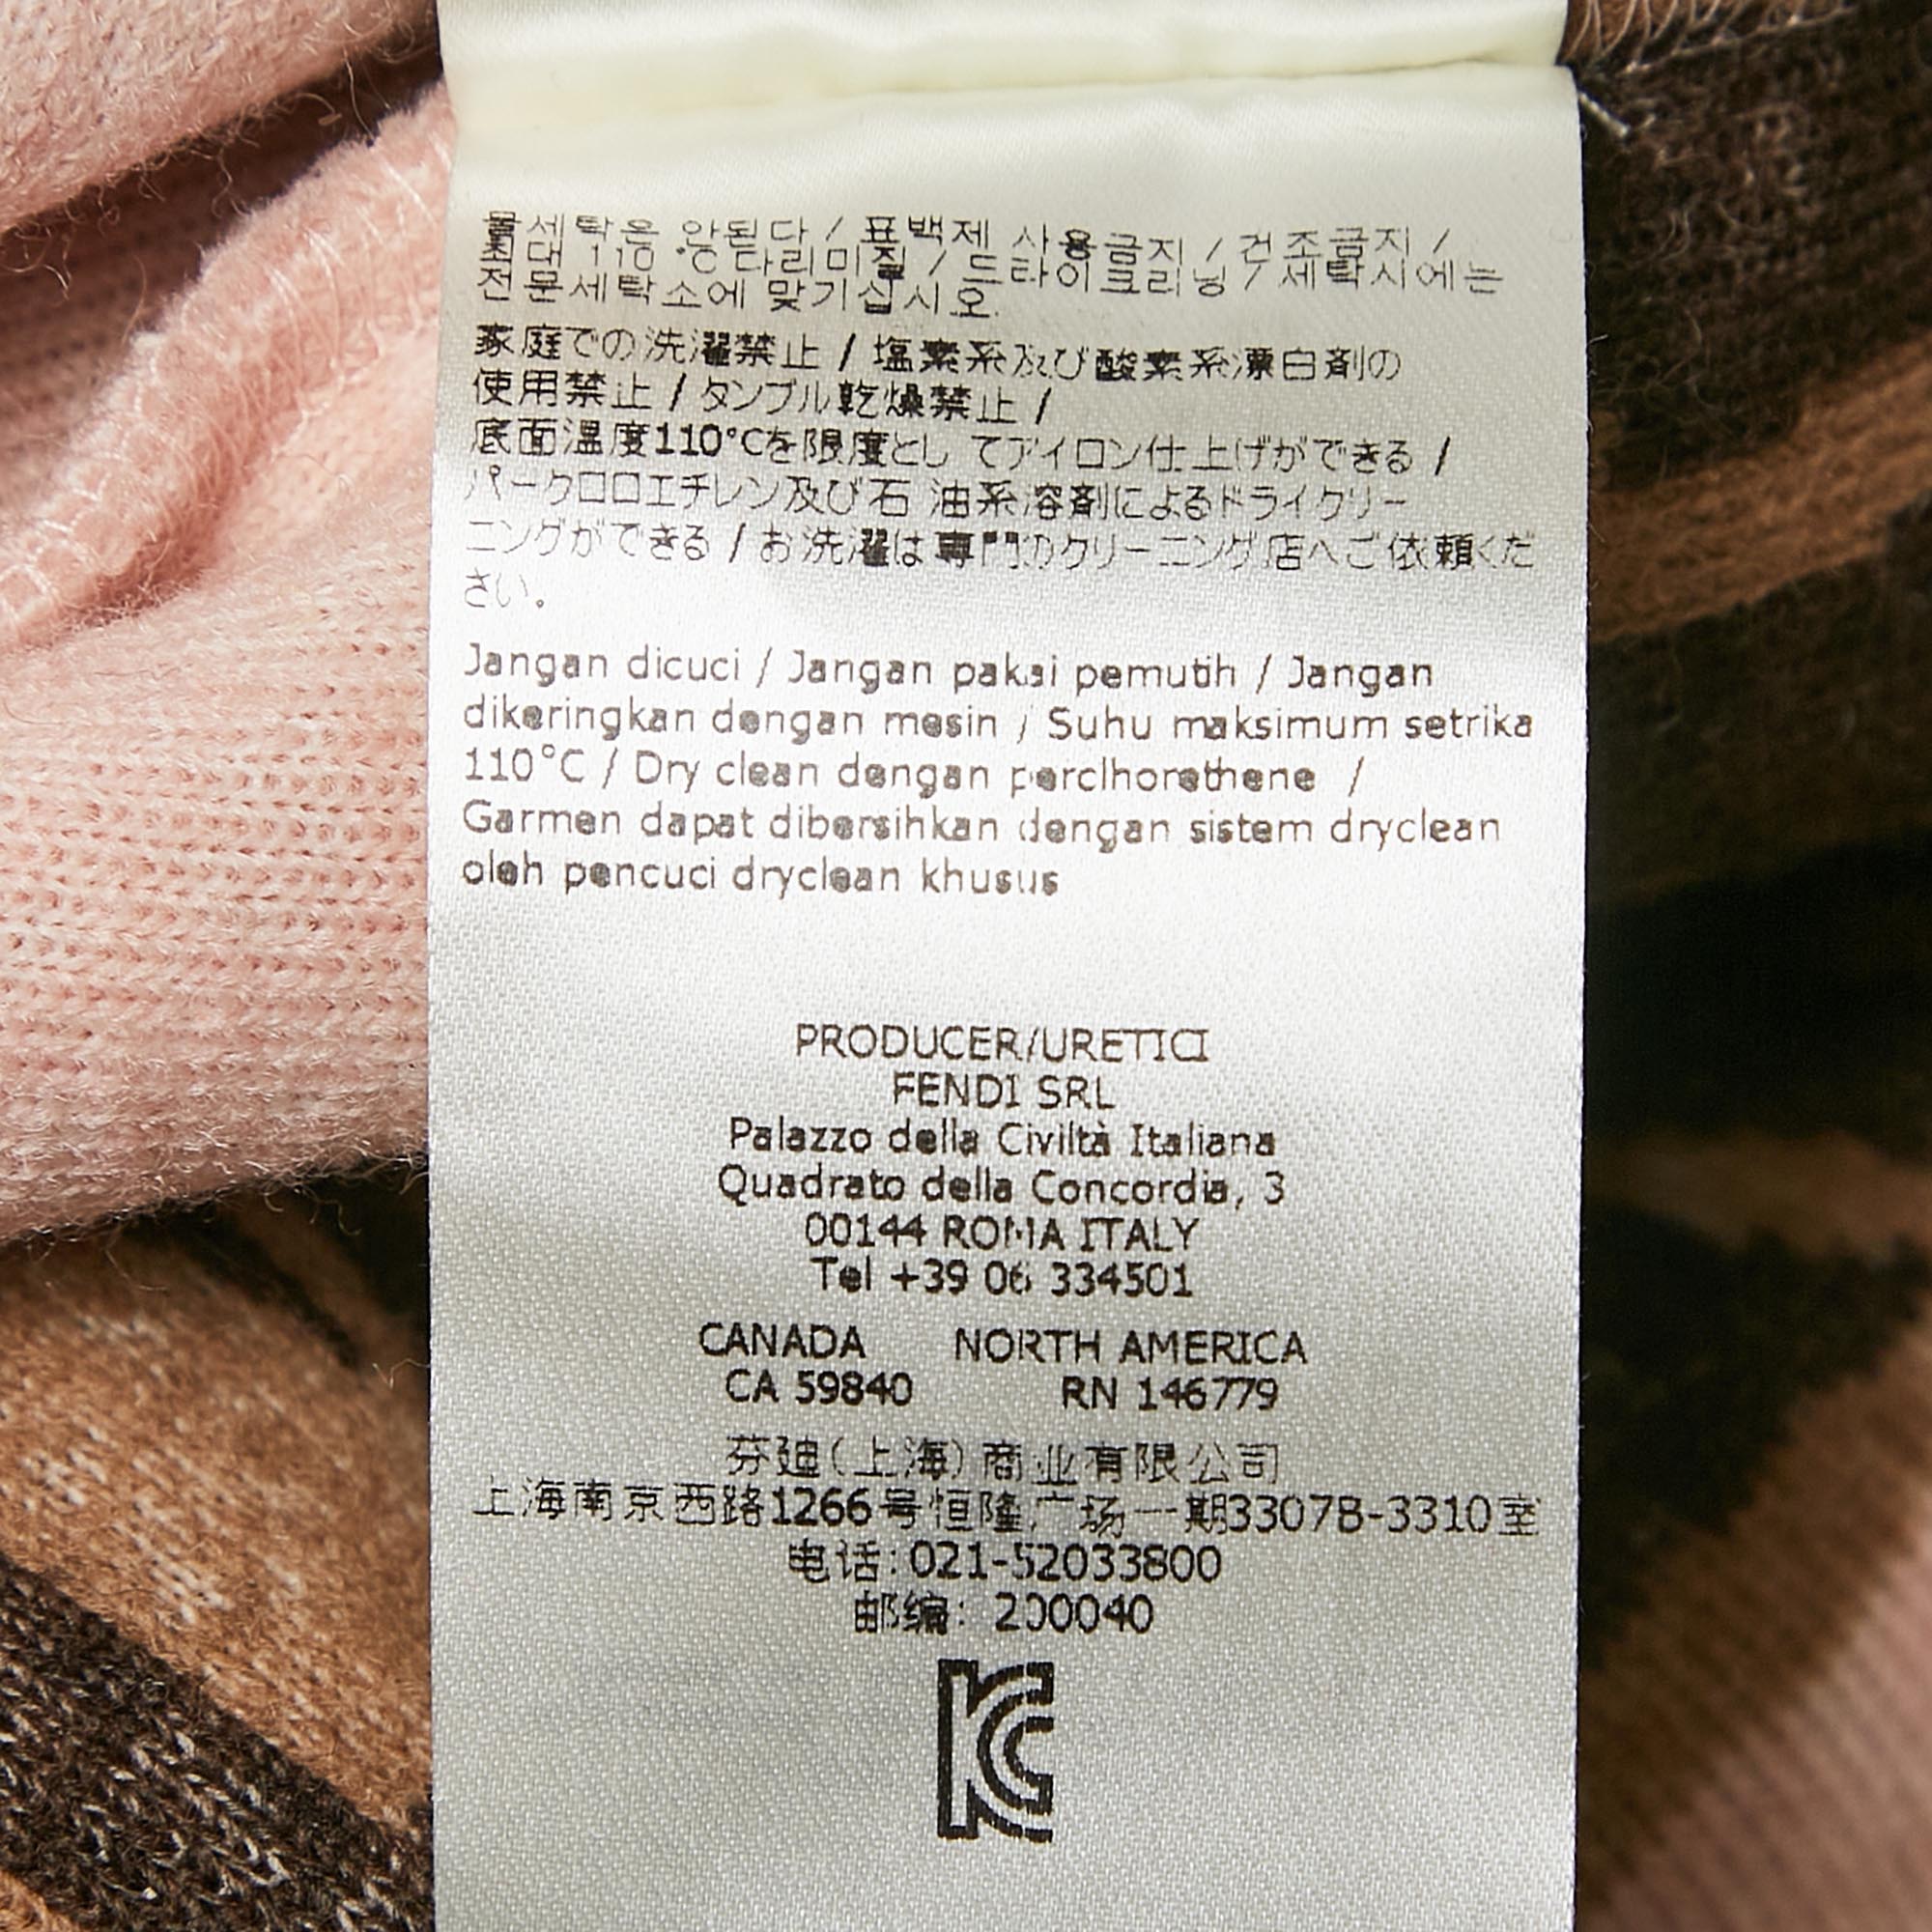 물세탁은 안된다 / 표백제 사용금지 / 건조금지 /
최대 110 °C 다리미질 / 드라이크리닝 / 세탁시에는
전문세탁소에 맞기십시오.
家庭での洗濯禁止 / 塩素系及び酸素系漂白剤の
使用禁止 / タンブル乾燥禁止 /
底面温度110°Cを限度とし てアイロン仕上げができる /
パークロロエチレン及び石 油系溶剤によるドライクリー
ニングができる / お洗濯は専門のクリーニング店へご依頼くだ
さい。
Jangan dicuci / Jangan pakai pemutih / Jangan
dikeringkan dengan mesin / Suhu maksimum setrika
110°C / Dry clean dengan perclhorethene /
Garmen dapat dibersihkan dengan sistem dryclean
oleh pencuci dryclean khusus
PRODUCER/URETICI
FENDI SRL
Palazzo della Civiltà Italiana
Quadrato della Concordia, 3
00144 ROMA ITALY
Tel +39 06 334501
CANADA NORTH AMERICA
CA 59840 RN 146779
芬迪(上海)商业有限公司
上海南京西路1266号恒隆广场一期3307B-3310室
电话:021-52033800
邮编: 200040
KC